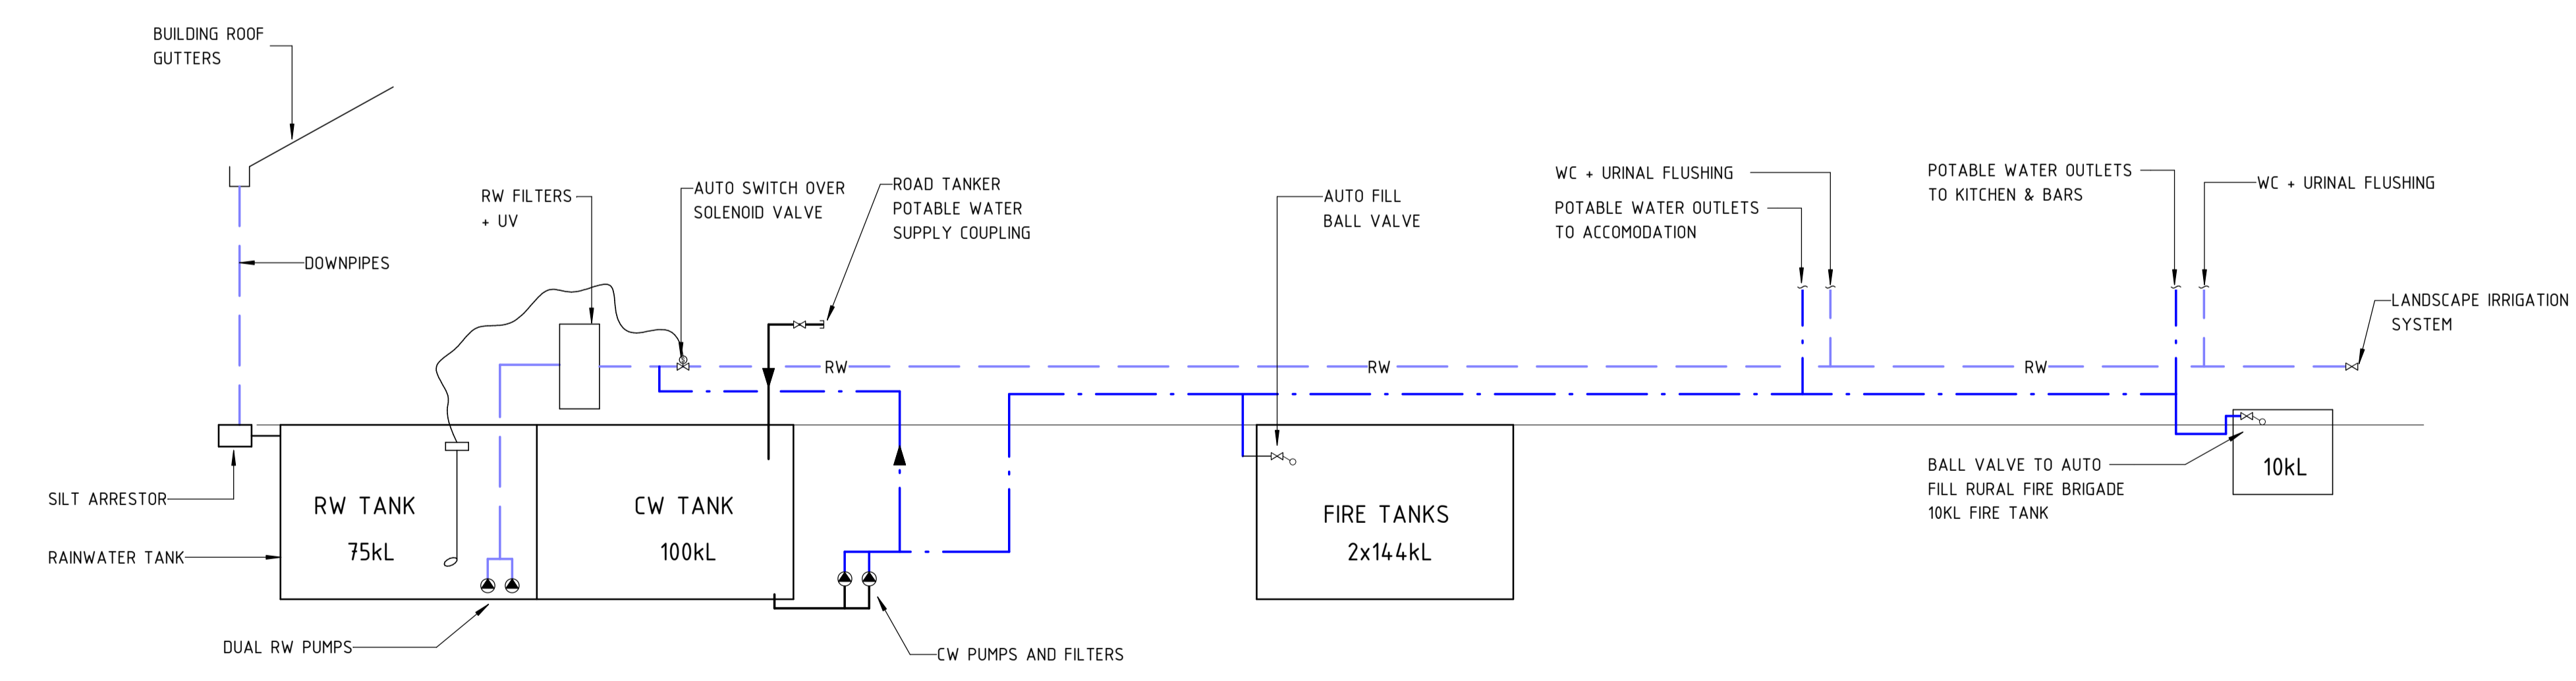 BUILDING ROOF
GUTTERS
DOWNPIPES
SILT ARRESTOR
RAINWATER TANK
RW FILTERS
+ UV
AUTO SWITCH OVER
SOLENOID VALVE
ROAD TANKER
POTABLE WATER
SUPPLY COUPLING
RW
RW TANK
75kL
CW TANK
100kL
DUAL RW PUMPS
CW PUMPS AND FILTERS
AUTO FILL
BALL VALVE
RW
FIRE TANKS
2x144kL
WC + URINAL FLUSHING
POTABLE WATER OUTLETS
TO ACCOMODATION
POTABLE WATER OUTLETS
TO KITCHEN & BARS
WC + URINAL FLUSHING
RW
LANDSCAPE IRRIGATION
SYSTEM
BALL VALVE TO AUTO
FILL RURAL FIRE BRIGADE
10KL FIRE TANK
10kL